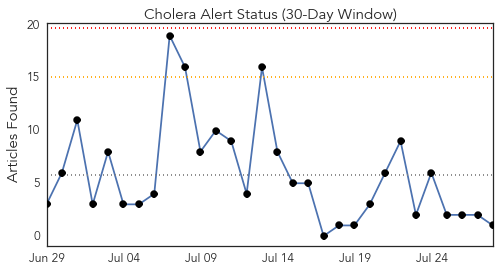 Cholera Alert Status (30-Day Window)
20
15
10
5
0
Articles Found
Jun 29 Jul 04 Jul 09 Jul 14 Jul 19 Jul 24